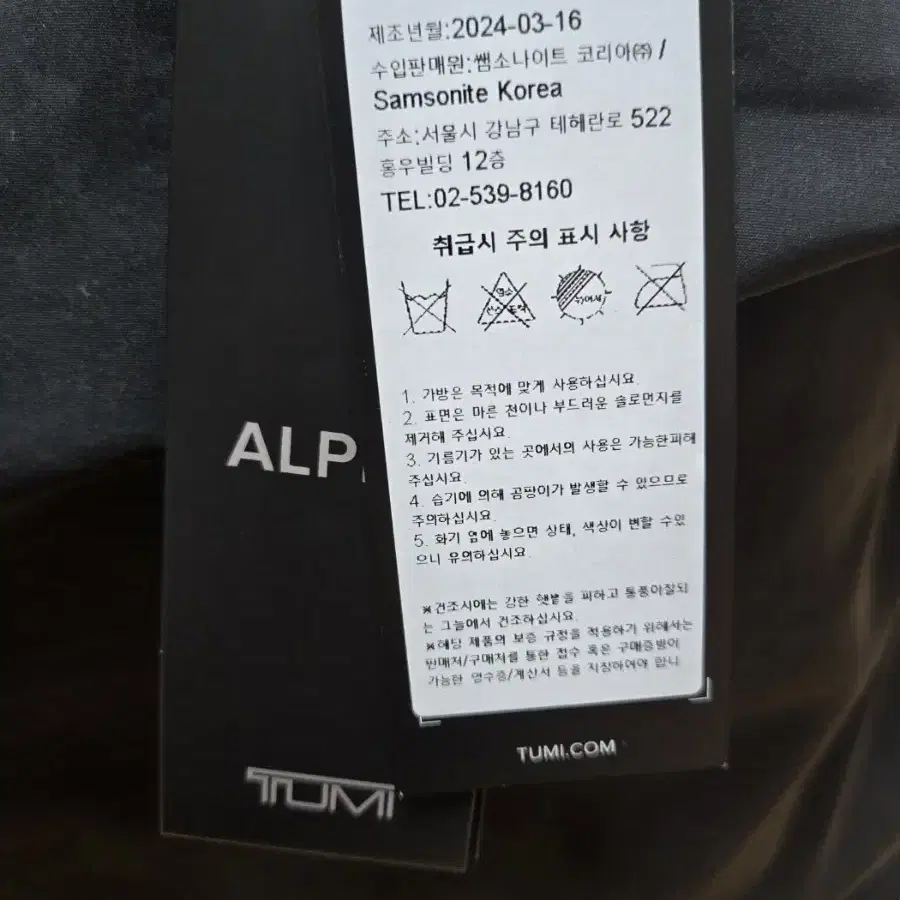 제조년월:2024-03-16
수입판매원:쌤소나이트 코리아㈜ /
Samsonite Korea
주소:서울시 강남구 테헤란로 522
홍우빌딩 12층
TEL:02-539-8160
취급시 주의 표시 사항
염소
1. 가방은 목적에 맞게 사용하십시요.
2. 표면은 마른 천이나 부드러운 솔로먼지를
제거해 주십시요.
3. 기름기가 있는 곳에서의 사용은 가능한피해
주십시요.
4. 습기에 의해 곰팡이가 발생할 수 있으므로
주의하십시요.
5. 화기 옆에 놓으면 상태, 색상이 변할 수있
으니 유의하십시요.
※건조시에는 강한 햇볕을 피하고 통풍이잘되
는 그늘에서 건조하십시요.
※해당 제품의 보증 규정을 적용하기 위해서는
판매처/구매처를 통한 접수 혹은 구매증빙이
가능한 영수증/계산서 등을 지참하여야 합니
ALP
TUMI.COM
TUMI